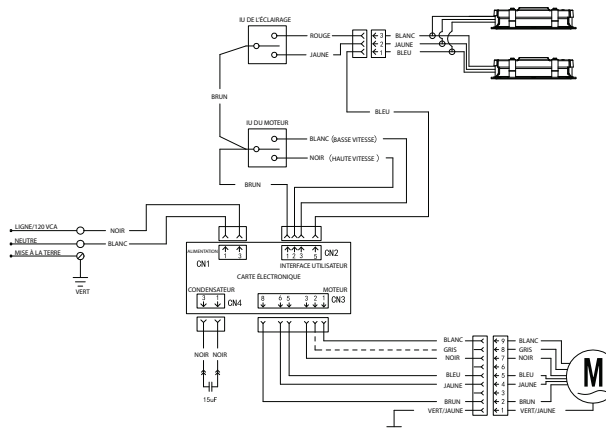 IU DE L'ÉCLAIRAGE
ROUGE
JAUNE
3
2
1
BLANC
JAUNE
BLEU
BRUN
BLEU
IU DU MOTEUR
BLANC (BASSE VITESSE)
NOIR (HAUTE VITESSE)
BRUN
LIGNE/120 VCA
NOIR
NEUTRE
BLANC
MISE À LA TERRE
VERT
ALIMENTATION
1 3
CN1
1 2 3 5
CN2
INTERFACE UTILISATEUR
CARTE ÉLECTRONIQUE
CONDENSATEUR
3 1
CN4
MOTEUR
8 6 5 3 2 1
CN3
NOIR NOIR
15uF
BLANC 9 BLANC
GRIS 8 GRIS
NOIR 7 NOIR
6
BLEU 5 BLEU
JAUNE 4 JAUNE
3
BRUN 2 BRUN
VERT/JAUNE 1 VERT/JAUNE
M